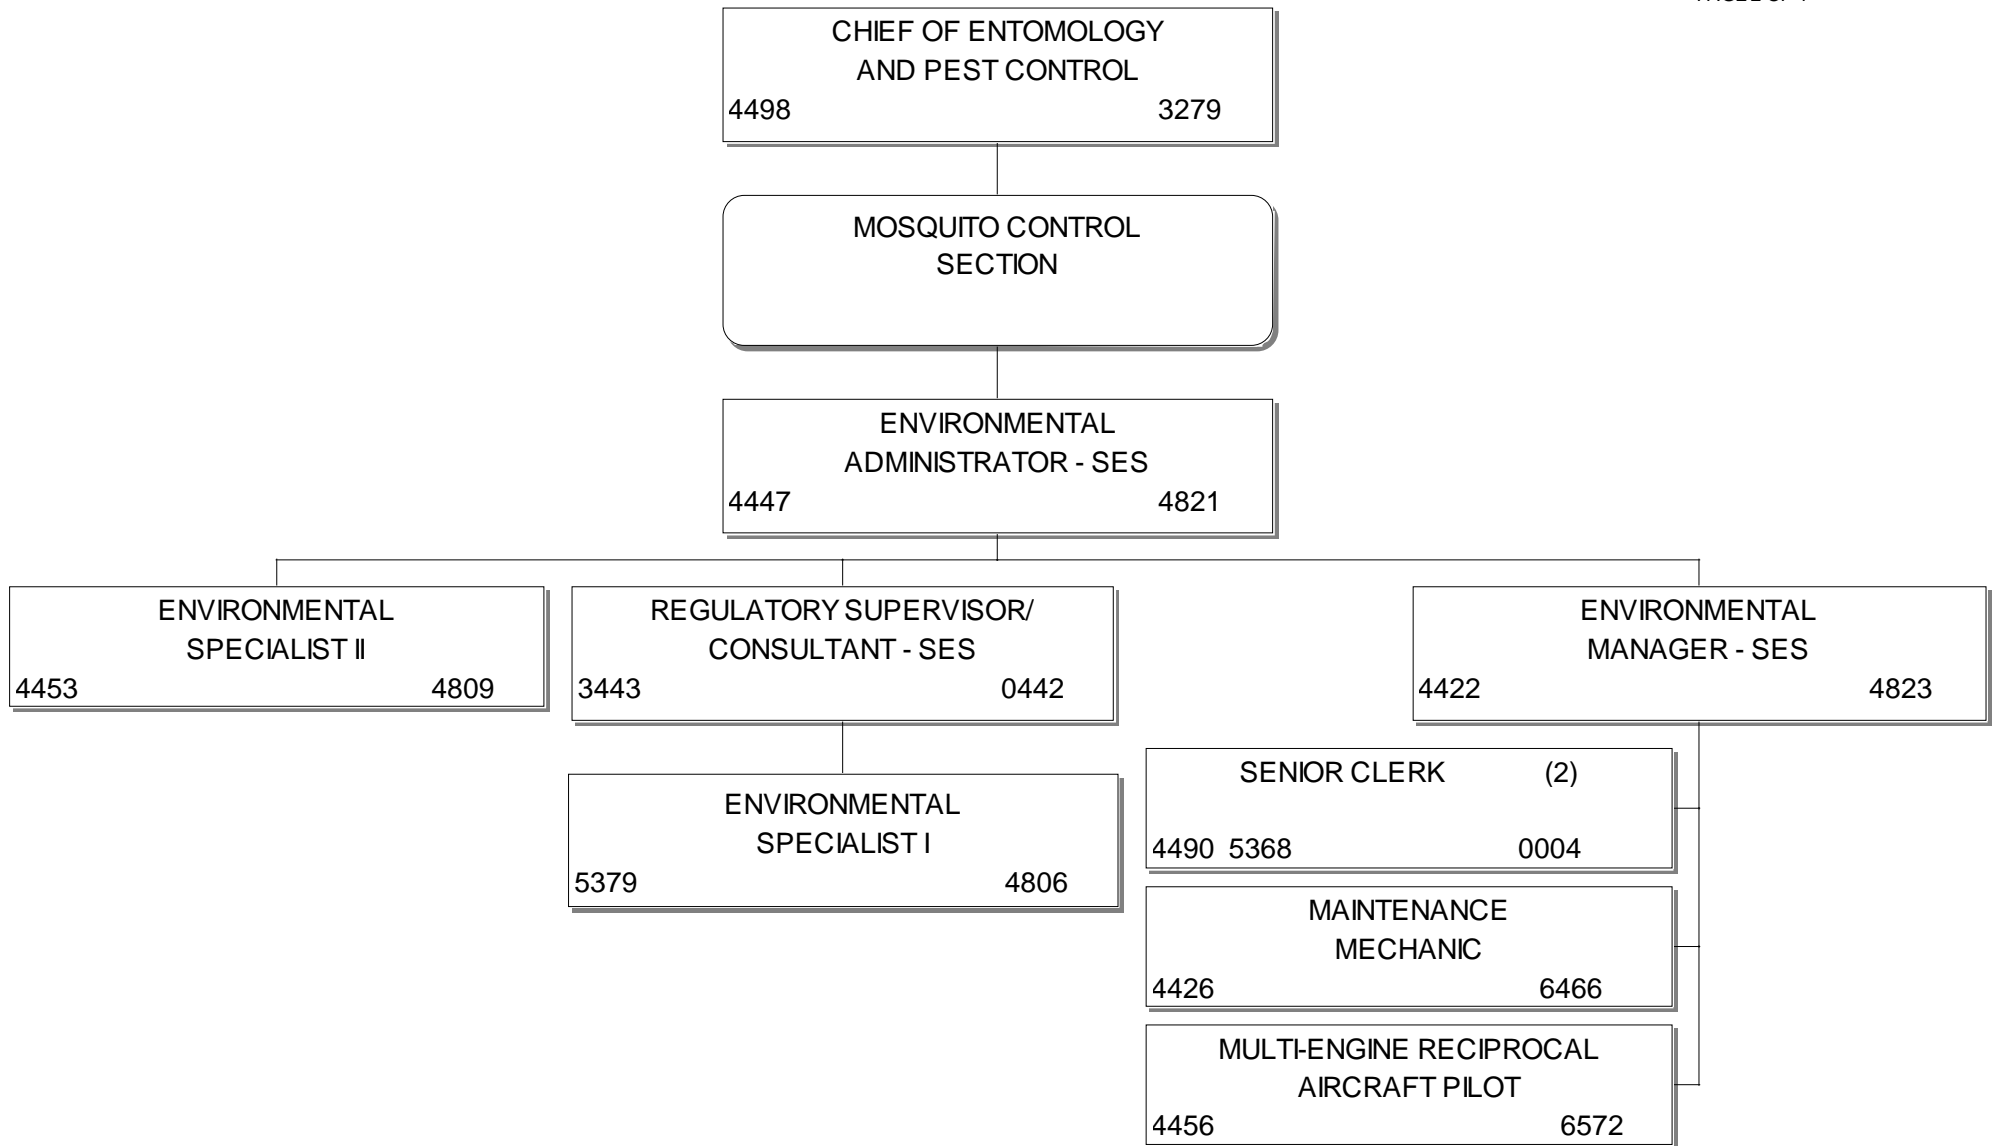 CHIEF OF ENTOMOLOGY
AND PEST CONTROL
4498 3279
MOSQUITO CONTROL
SECTION
ENVIRONMENTAL
ADMINISTRATOR - SES
4447 4821
ENVIRONMENTAL
SPECIALIST II
4453 4809
REGULATORY SUPERVISOR/
CONSULTANT - SES
3443 0442
ENVIRONMENTAL
SPECIALIST I
5379 4806
ENVIRONMENTAL
MANAGER - SES
4422 4823
SENIOR CLERK (2)
4490 5368 0004
MAINTENANCE
MECHANIC
4426 6466
MULTI-ENGINE RECIPROCAL
AIRCRAFT PILOT
4456 6572